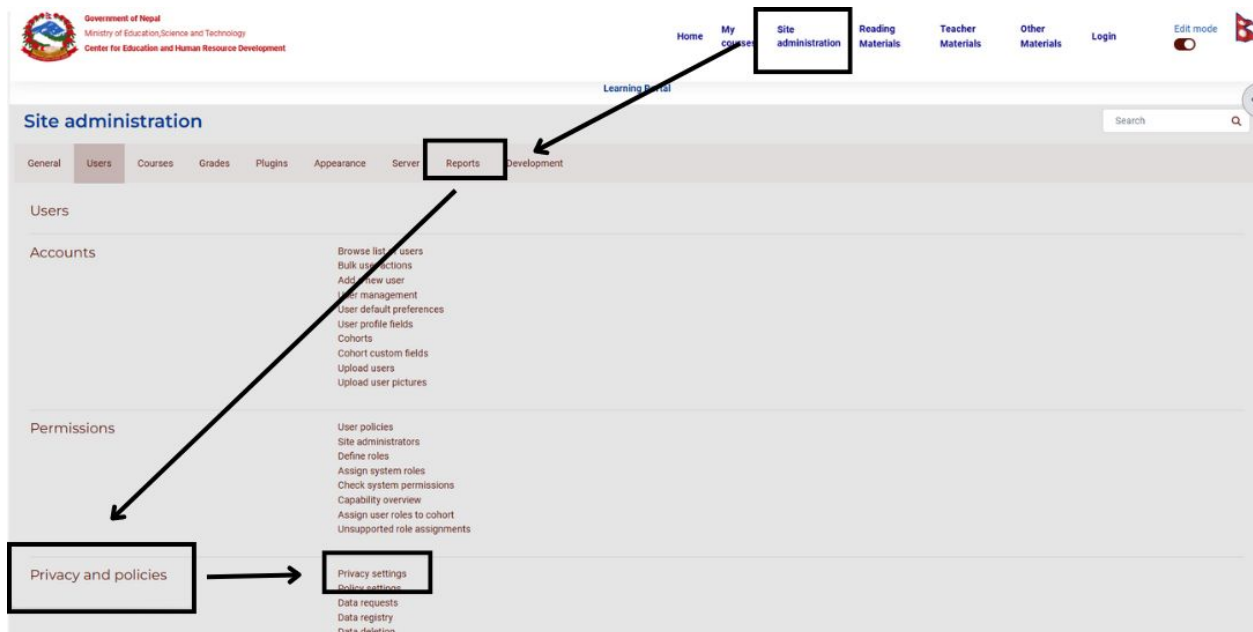 Government of Nepal
Ministry of Education,Science and Technology
Center for Education and Human Resource Development
Home
My courses
Site administration
Reading Materials
Teacher Materials
Other Materials
Login
Edit mode
Learning Portal
Site administration
Search
General Users Courses Grades Plugins Appearance Server Reports Development
Users
Accounts
Browse list of users
Bulk user actions
Add a new user
User management
User default preferences
User profile fields
Cohorts
Cohort custom fields
Upload users
Upload user pictures
Permissions
User policies
Site administrators
Define roles
Assign system roles
Check system permissions
Capability overview
Assign user roles to cohort
Unsupported role assignments
Privacy and policies
Privacy settings
Policy settings
Data requests
Data registry
Data deletion